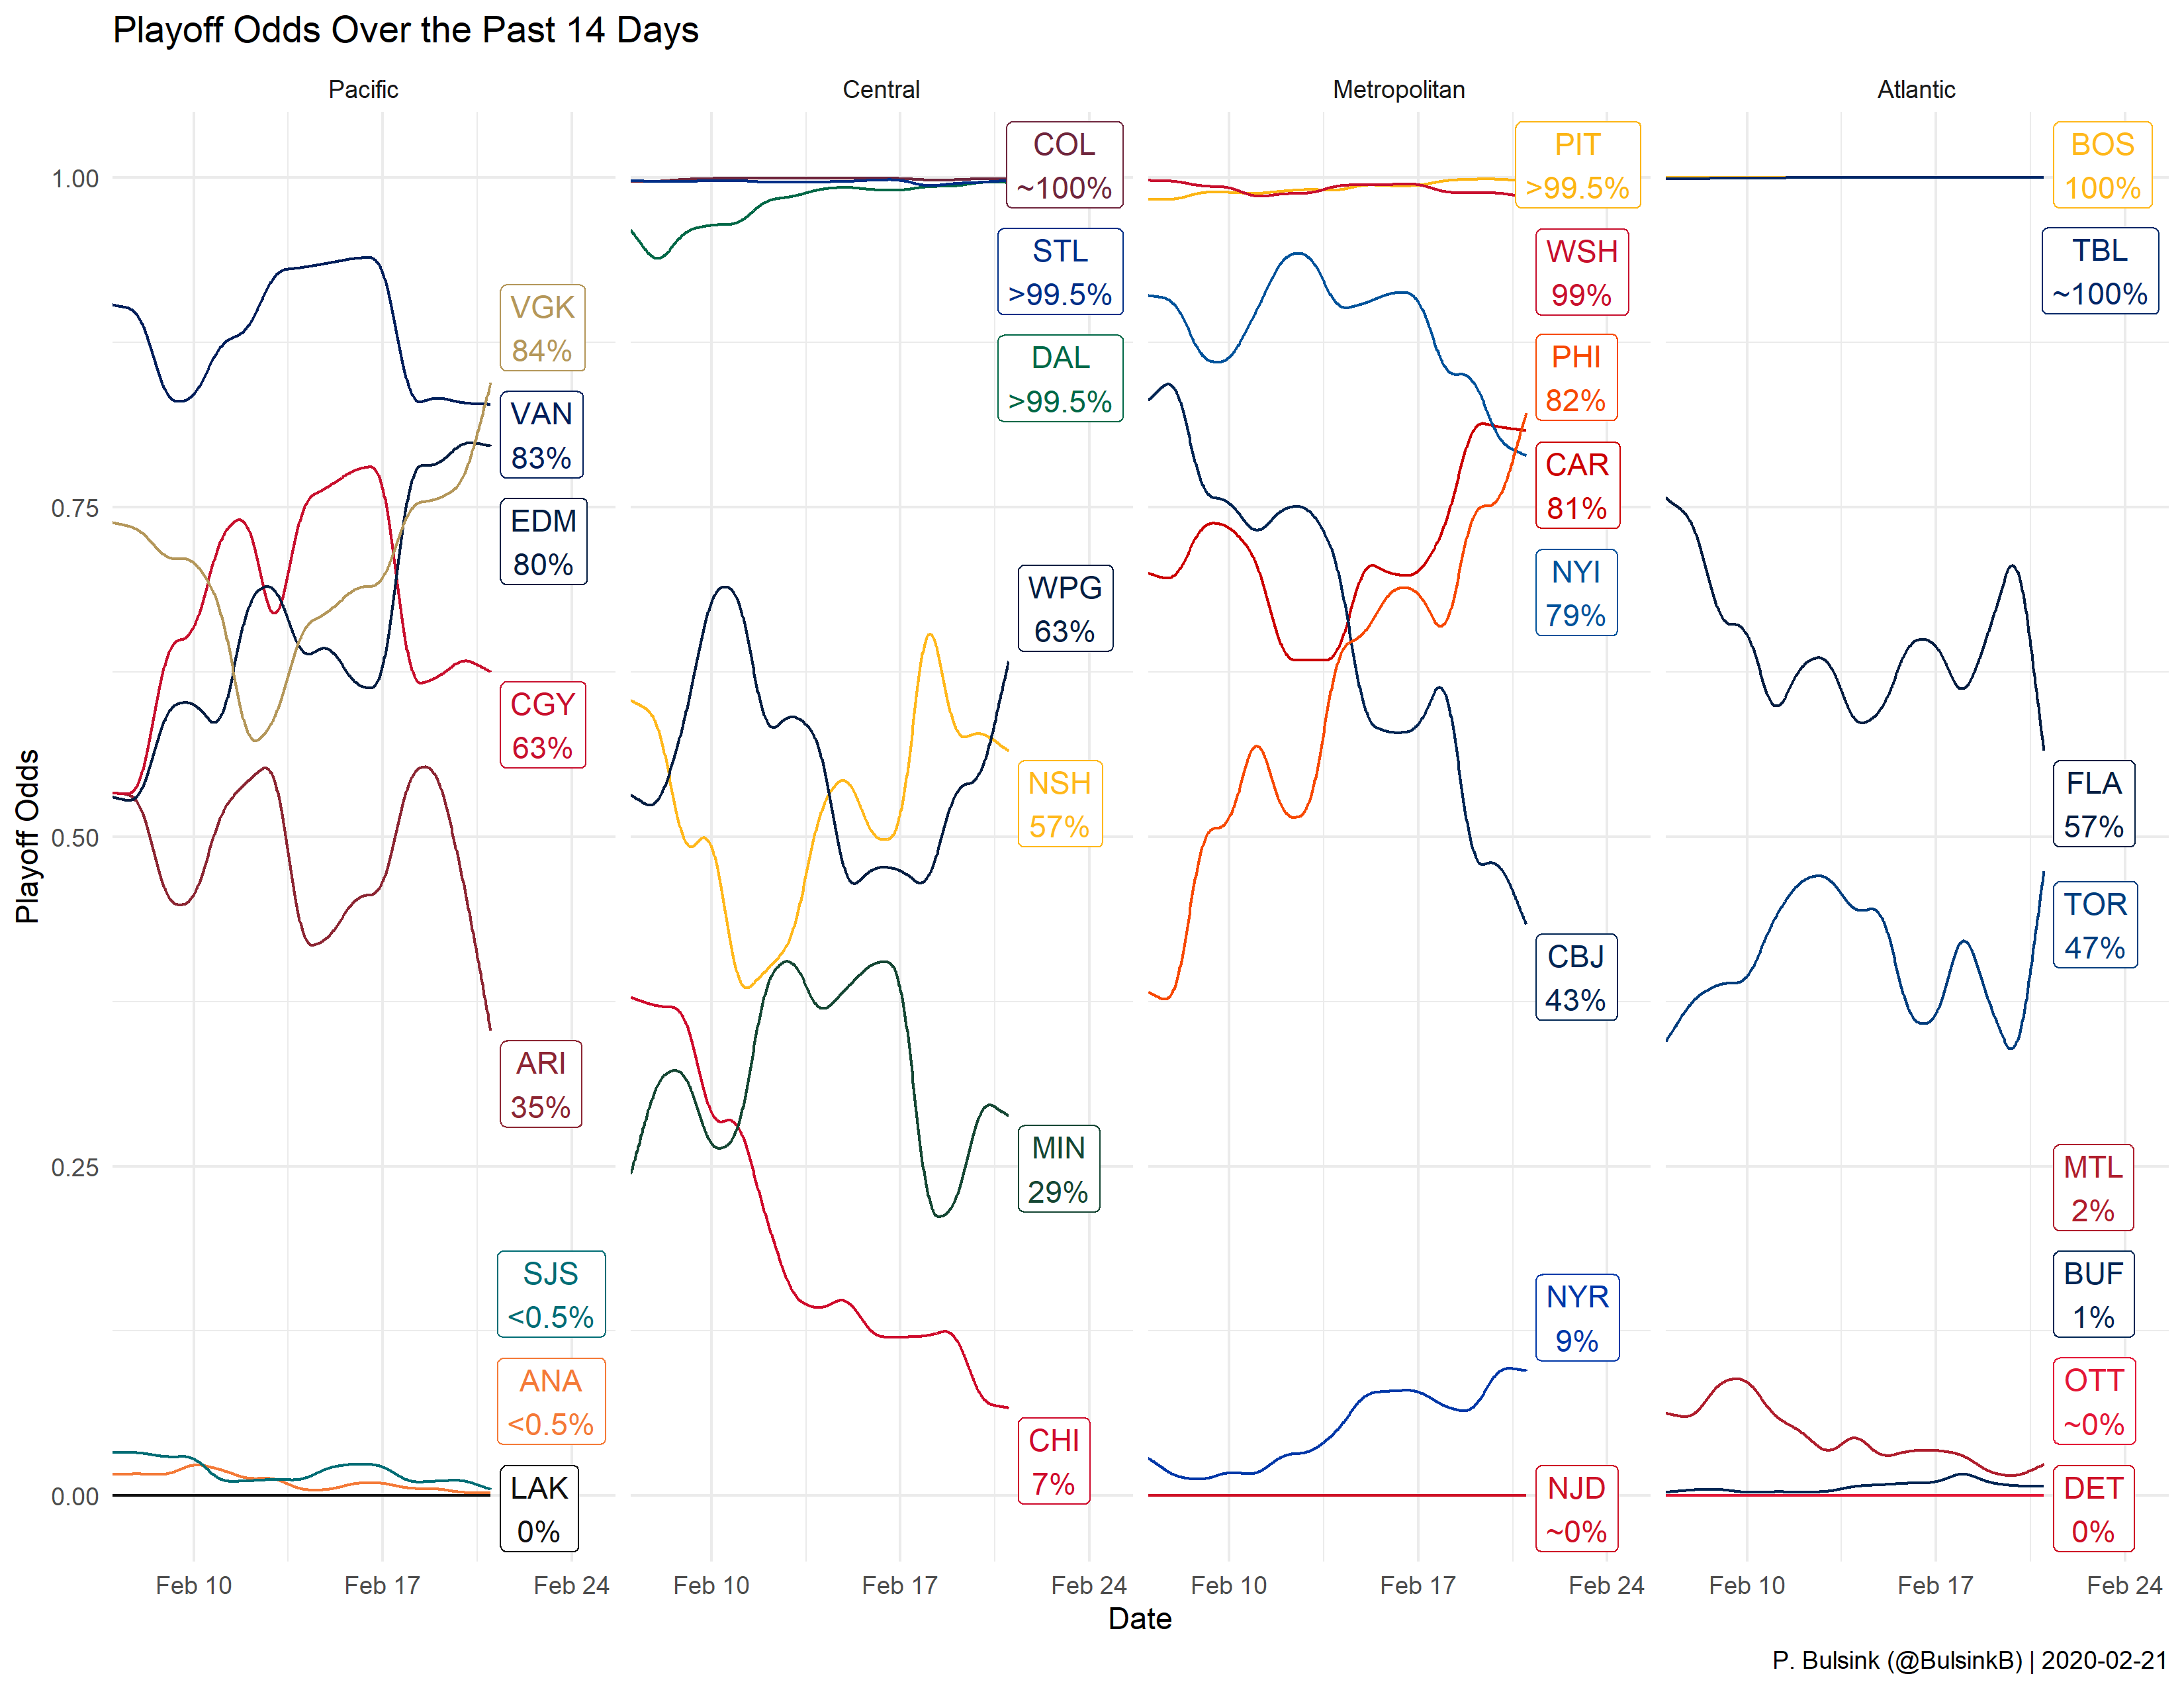 Playoff Odds Over the Past 14 Days
Pacific
Central
Metropolitan
Atlantic
Playoff Odds
1.00
0.75
0.50
0.25
0.00
VGK
84%
VAN
83%
EDM
80%
CGY
63%
ARI
35%
SJS
<0.5%
ANA
<0.5%
LAK
0%
COL
~100%
STL
>99.5%
DAL
>99.5%
WPG
63%
NSH
57%
MIN
29%
CHI
7%
PIT
>99.5%
WSH
99%
PHI
82%
CAR
81%
NYI
79%
CBJ
43%
NYR
9%
NJD
~0%
BOS
100%
TBL
~100%
FLA
57%
TOR
47%
MTL
2%
BUF
1%
OTT
~0%
DET
0%
Feb 10
Feb 17
Feb 24
Feb 10
Feb 17
Feb 24
Feb 10
Feb 17
Feb 24
Feb 10
Feb 17
Feb 24
Date
P. Bulsink (@BulsinkB) | 2020-02-21